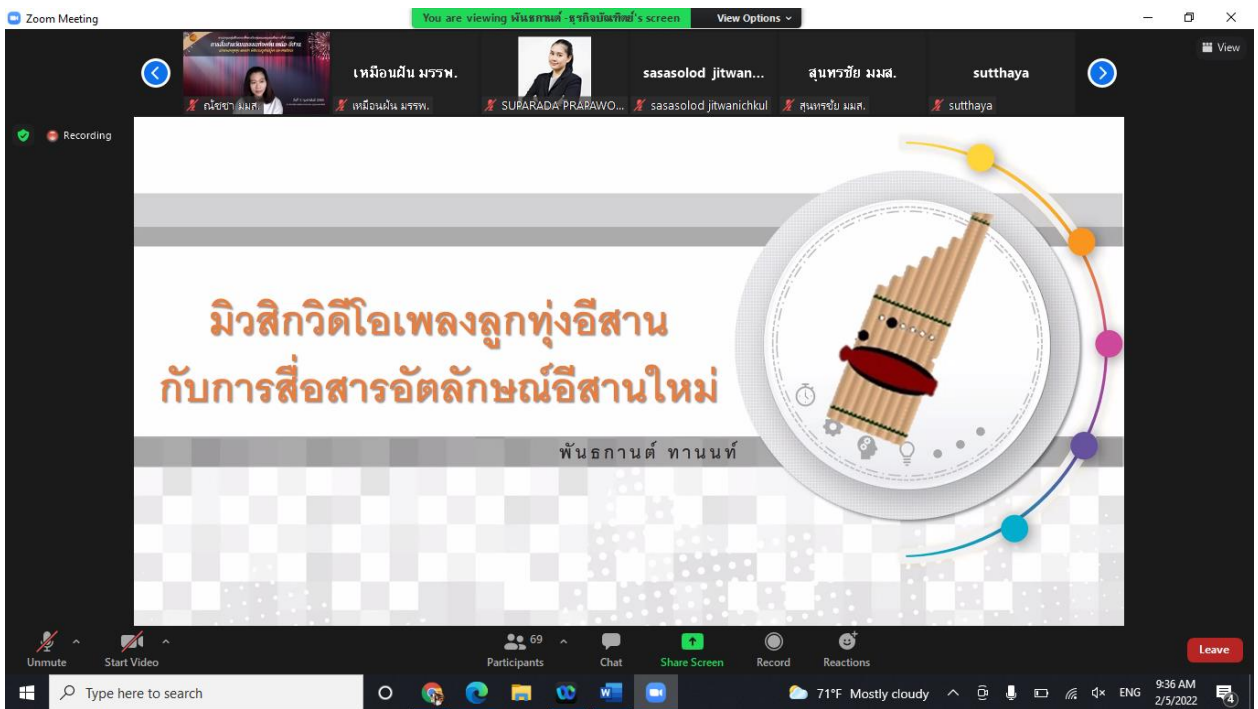 Zoom Meeting
You are viewing พันธกานต์ -ธุรกิจบัณฑิตย์'s screen
View Options
View
เหมือนฝัน มรรพ.
sasasolod jitwan...
สุนทรชัย มมส.
sutthaya
ณัชชา มมส.
เหมือนฝัน มรรพ.
SUPARADA PRAPAWO...
sasasolod jitwanichkul
สุนทรชัย มมส.
sutthaya
Recording
มิวสิกวิดีโอเพลงลูกทุ่งอีสาน
กับการสื่อสารอัตลักษณ์อีสานใหม่
พันธกานต์ ทานนท์
Unmute
Start Video
69
Participants
Chat
Share Screen
Record
Reactions
Leave
Type here to search
71°F Mostly cloudy
ENG
9:36 AM
2/5/2022
4